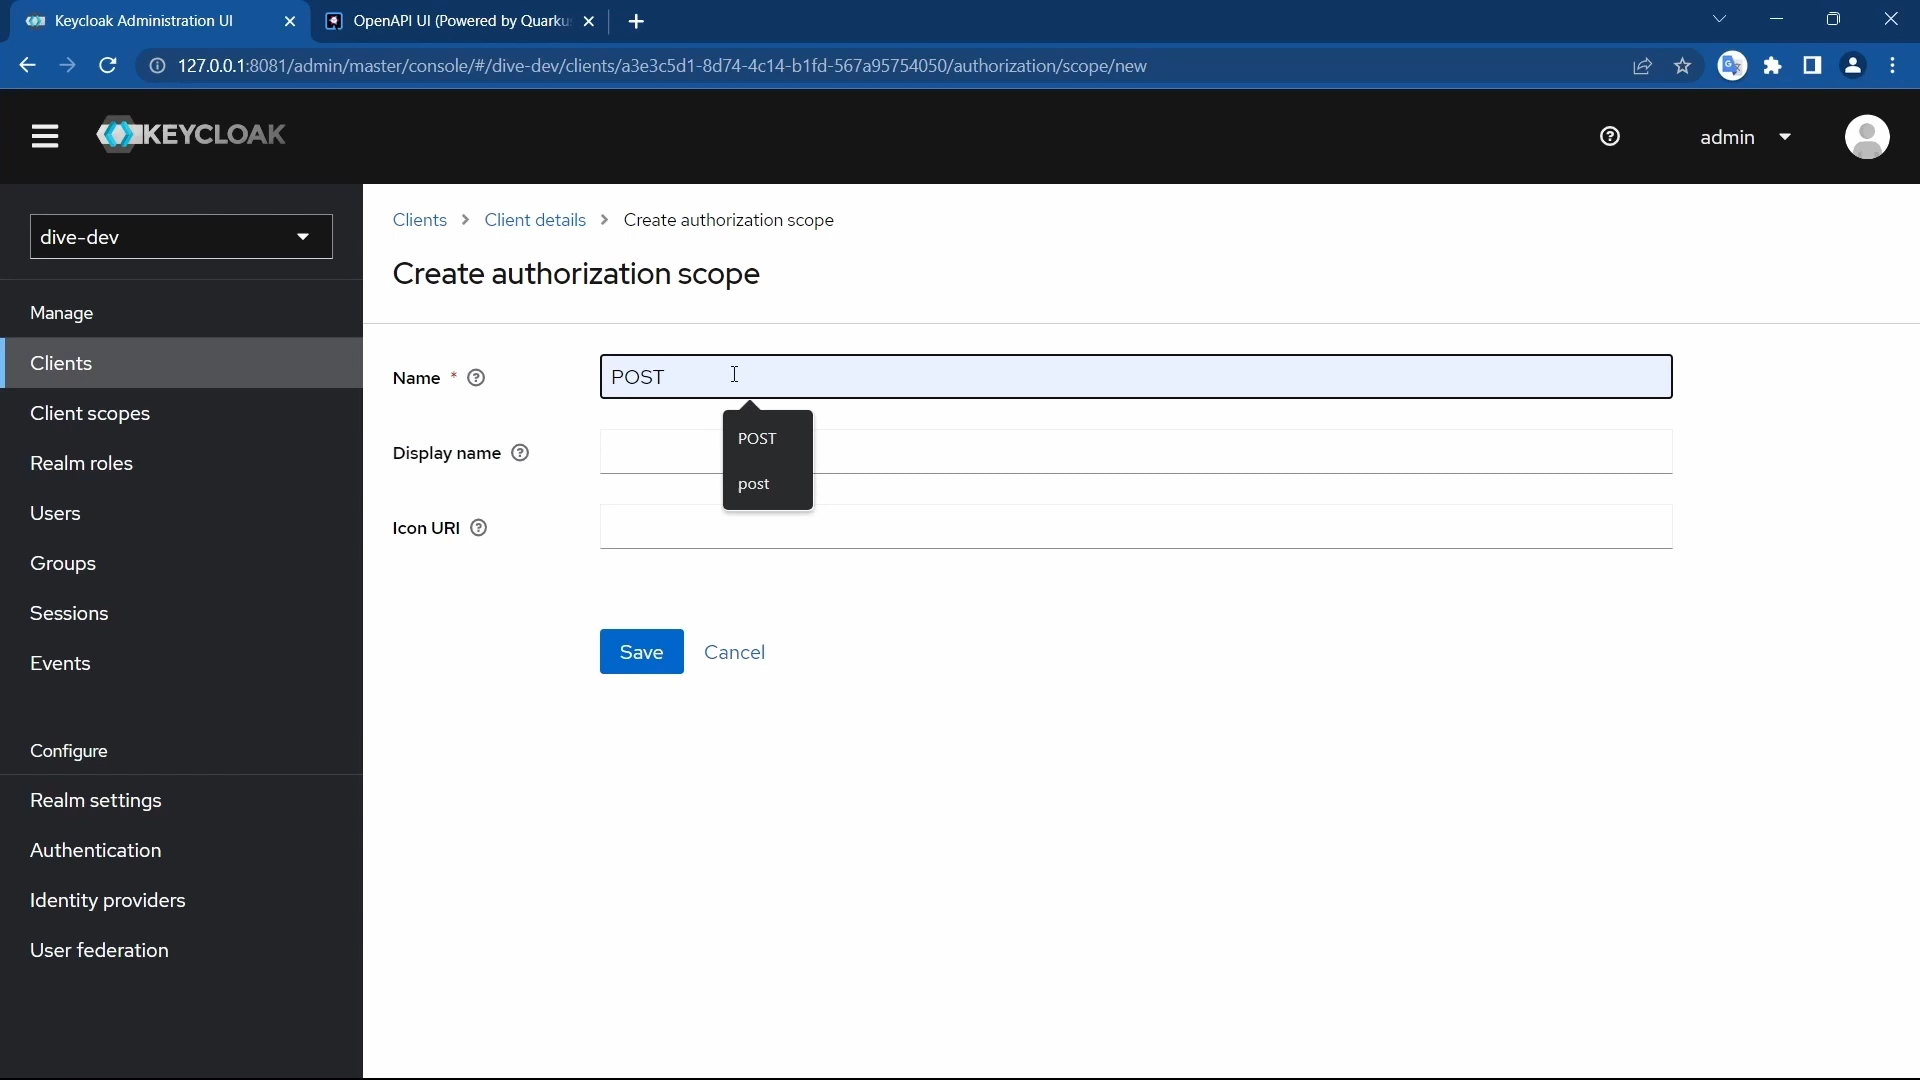 Keycloak Administration UI
OpenAPI UI (Powered by Quarku
127.0.0.1:8081/admin/master/console/#/dive-dev/clients/a3e3c5d1-8d74-4c14-b1fd-567a95754050/authorization/scope/new
KEYCLOAK
admin
dive-dev
Manage
Clients
Client scopes
Realm roles
Users
Groups
Sessions
Events
Configure
Realm settings
Authentication
Identity providers
User federation
Clients > Client details > Create authorization scope
Create authorization scope
Name * POST
POST
Display name
post
Icon URI
Save Cancel